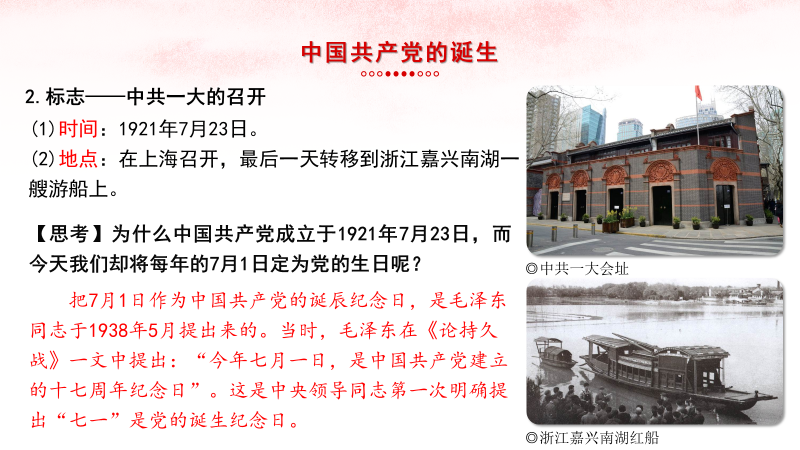 中国共产党的诞生
2.标志——中共一大的召开
(1)时间：1921年7月23日。
(2)地点：在上海召开，最后一天转移到浙江嘉兴南湖一
艘游船上。
【思考】为什么中国共产党成立于1921年7月23日，而
今天我们却将每年的7月1日定为党的生日呢？
把7月1日作为中国共产党的诞辰纪念日，是毛泽东
同志于1938年5月提出来的。当时，毛泽东在《论持久
战》一文中提出：“今年七月一日，是中国共产党建立
的十七周年纪念日”。这是中央领导同志第一次明确提
出“七一”是党的诞生纪念日。
◎中共一大会址
◎浙江嘉兴南湖红船